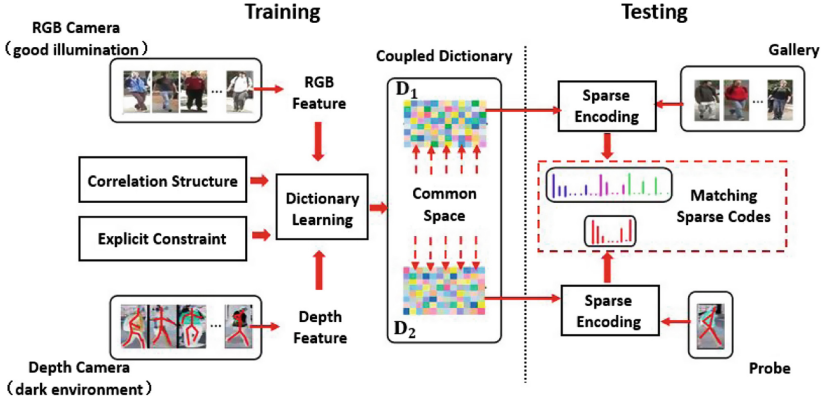 Training
Testing
RGB Camera
(good illumination)
...
RGB
Feature
Coupled Dictionary
D1
Sparse
Encoding
Gallery
...
Correlation Structure
Explicit Constraint
Dictionary
Learning
Common
Space
Matching
Sparse Codes
...
Depth
Feature
D2
Sparse
Encoding
Depth Camera
(dark environment)
Probe